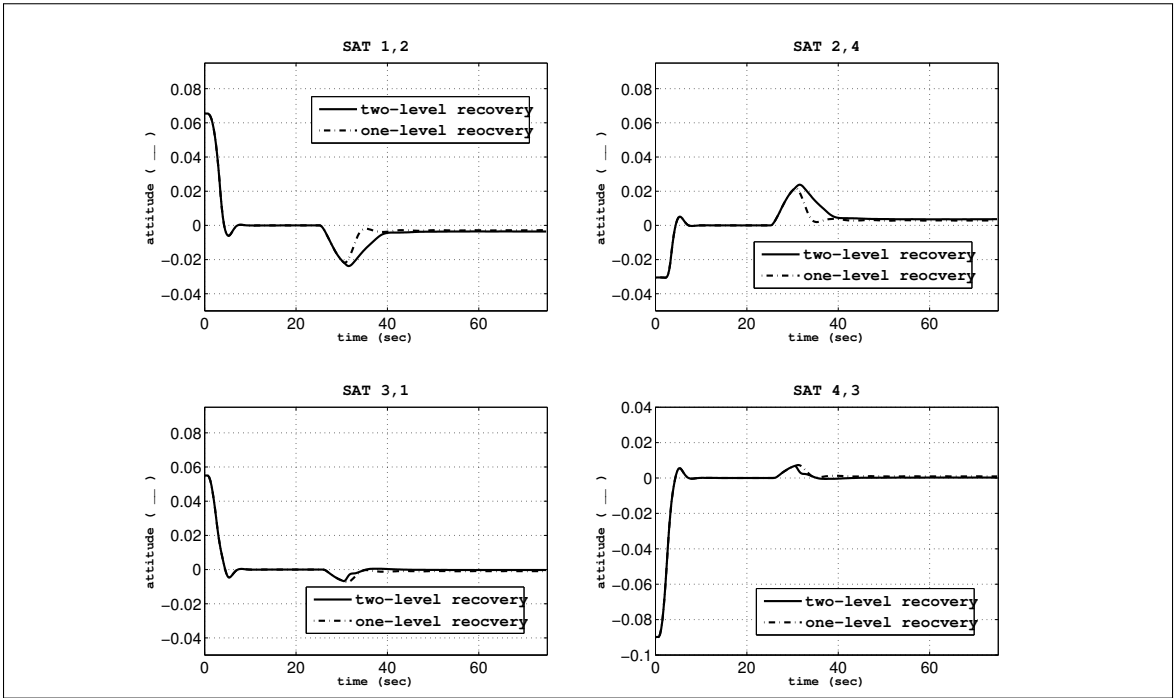 SAT 1,2
0.08
0.06
0.04
0.02
0
−0.02
−0.04
attitude ( __ )
two−level recovery
one−level reocvery
0 20 40 60
time (sec)
SAT 2,4
0.08
0.06
0.04
0.02
0
−0.02
−0.04
attitude ( __ )
two−level recovery
one−level reocvery
0 20 40 60
time (sec)
SAT 3,1
0.08
0.06
0.04
0.02
0
−0.02
−0.04
attitude ( __ )
two−level recovery
one−level reocvery
0 20 40 60
time (sec)
SAT 4,3
0.04
0.02
0
−0.02
−0.04
−0.06
−0.08
−0.1
attitude ( __ )
two−level recovery
one−level reocvery
0 20 40 60
time (sec)